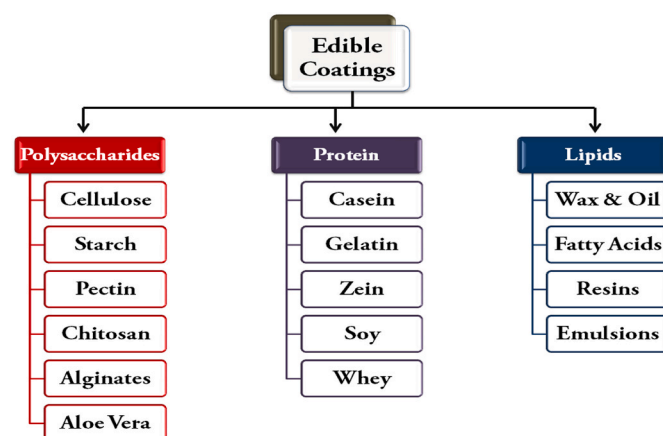 Edible
Coatings
Polysaccharides
Cellulose
Starch
Pectin
Chitosan
Alginates
Aloe Vera
Protein
Casein
Gelatin
Zein
Soy
Whey
Lipids
Wax & Oil
Fatty Acids
Resins
Emulsions